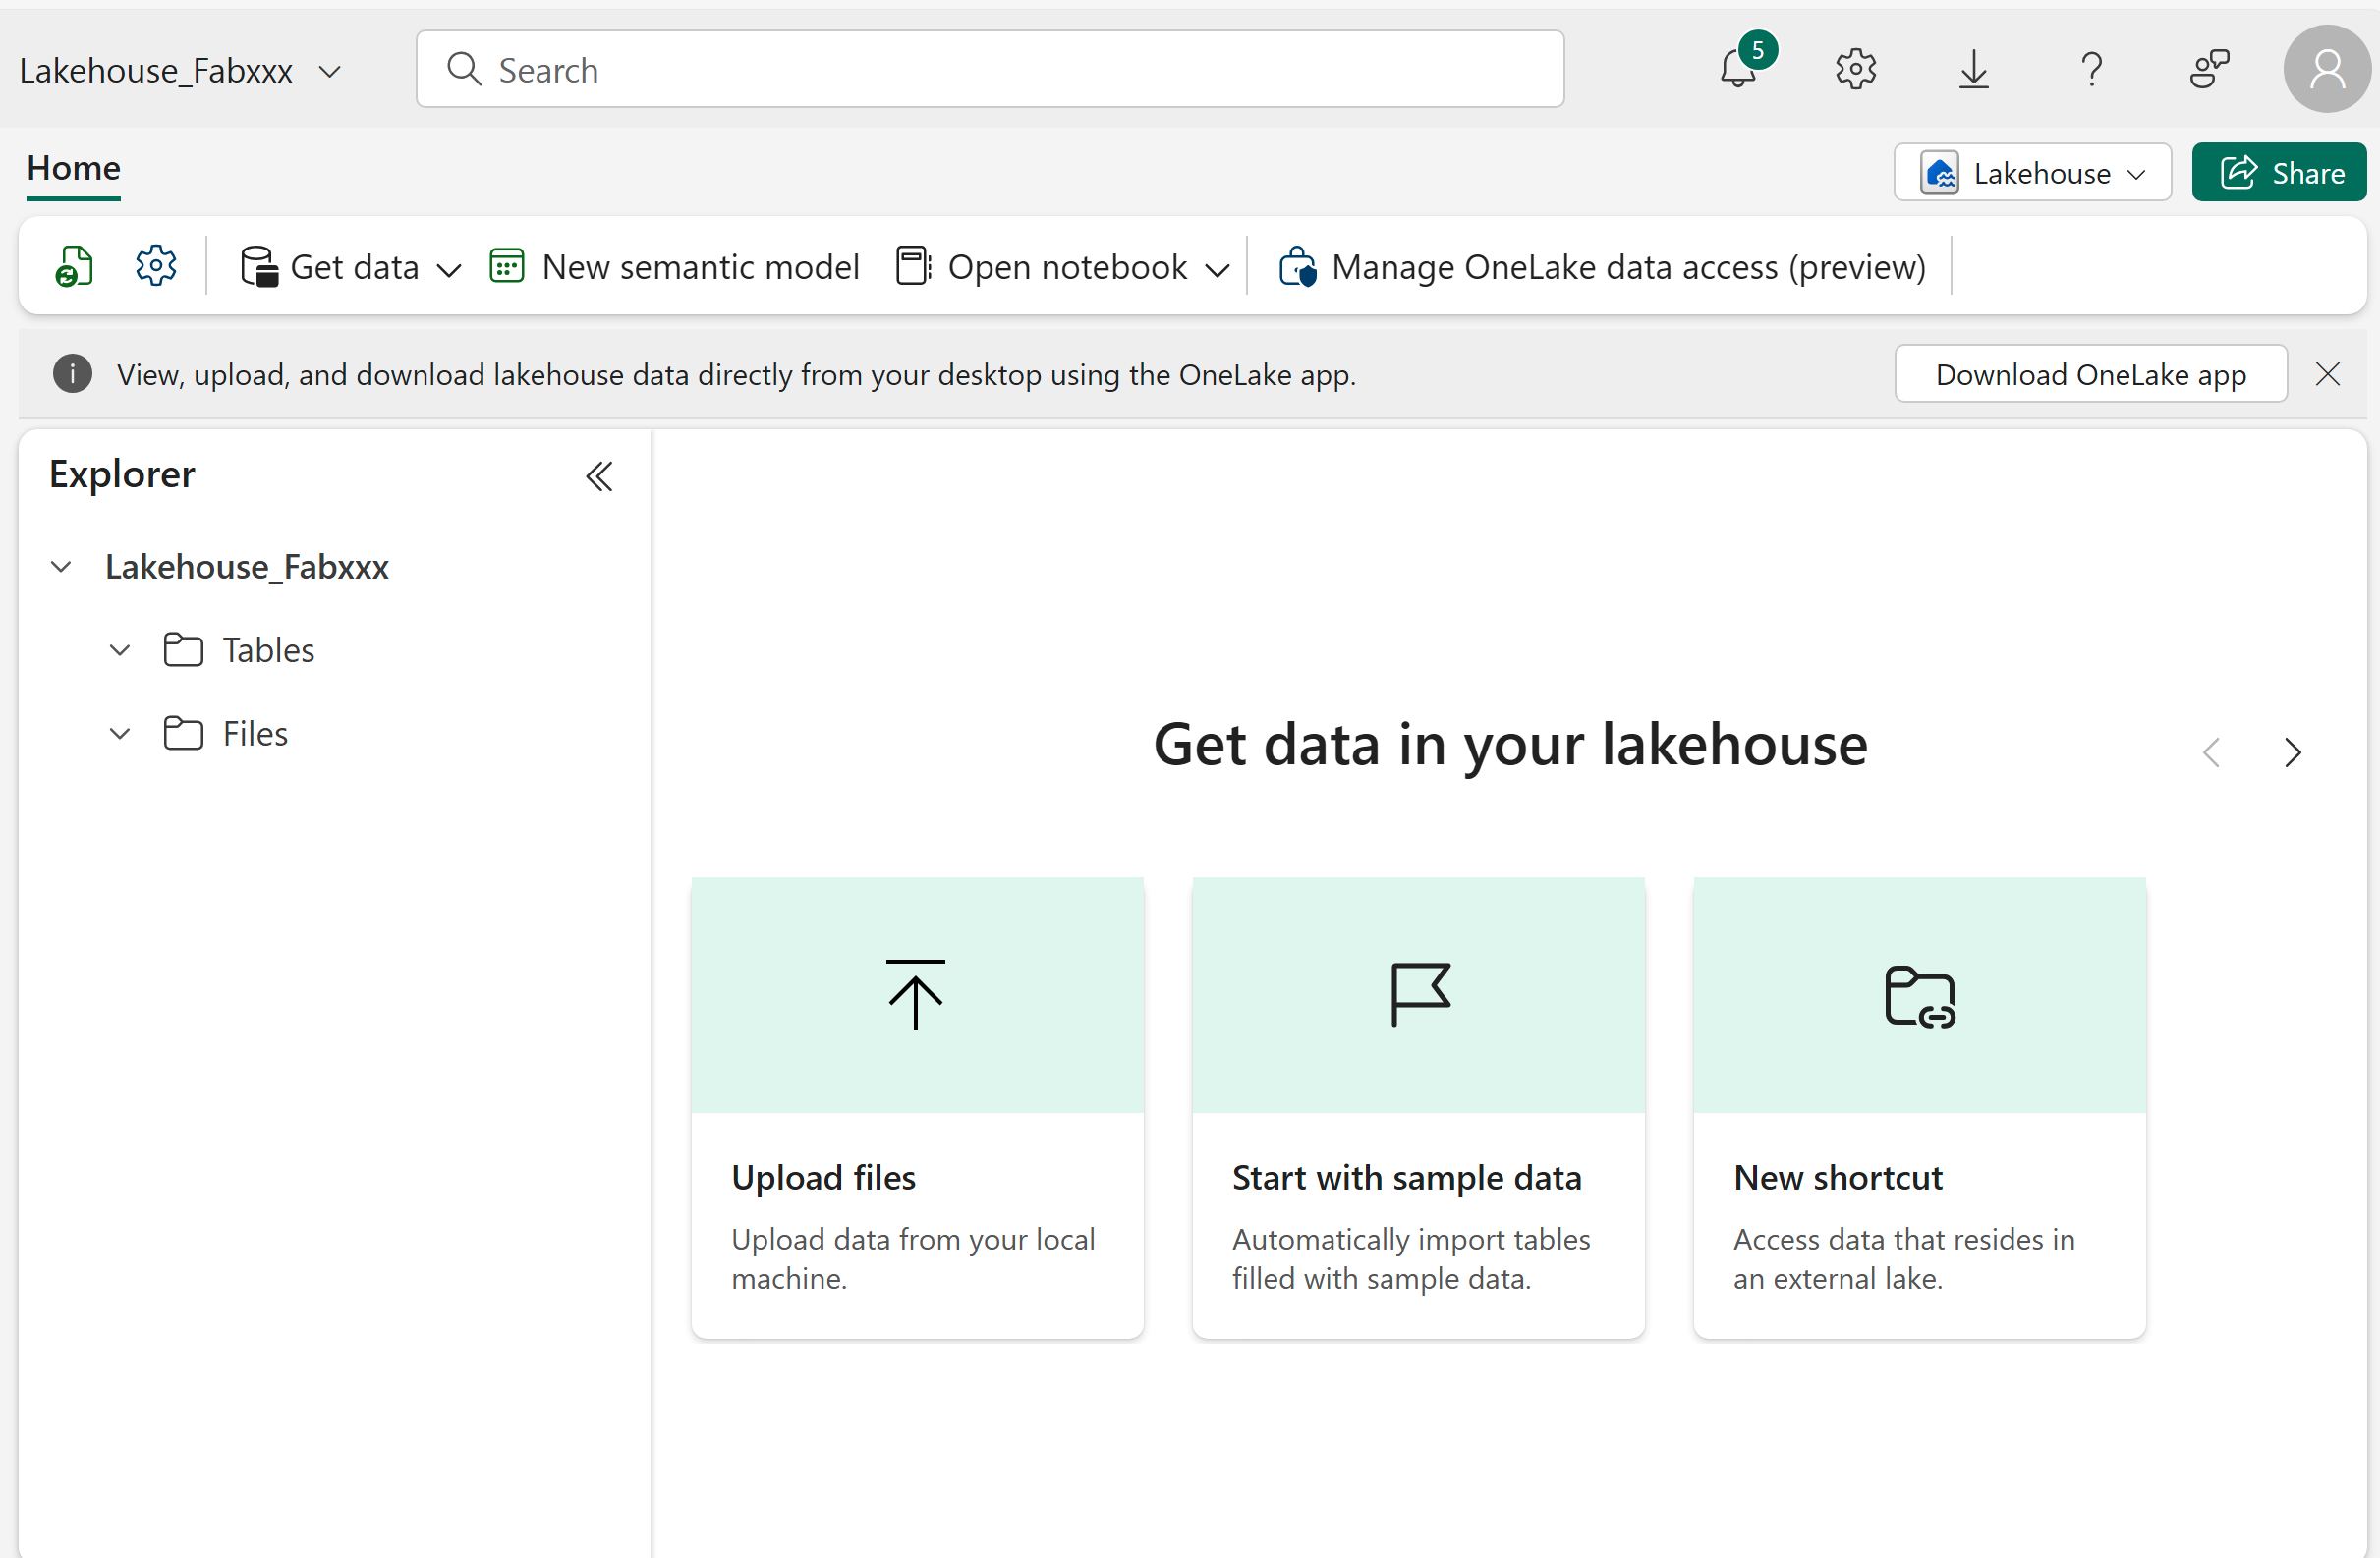 Lakehouse_Fabxxx
Search
5
Home
Lakehouse
Share
Get data
New semantic model
Open notebook
Manage OneLake data access (preview)
View, upload, and download lakehouse data directly from your desktop using the OneLake app.
Download OneLake app
Explorer
Lakehouse_Fabxxx
Tables
Files
Get data in your lakehouse
Upload files
Upload data from your local
machine.
Start with sample data
Automatically import tables
filled with sample data.
New shortcut
Access data that resides in
an external lake.